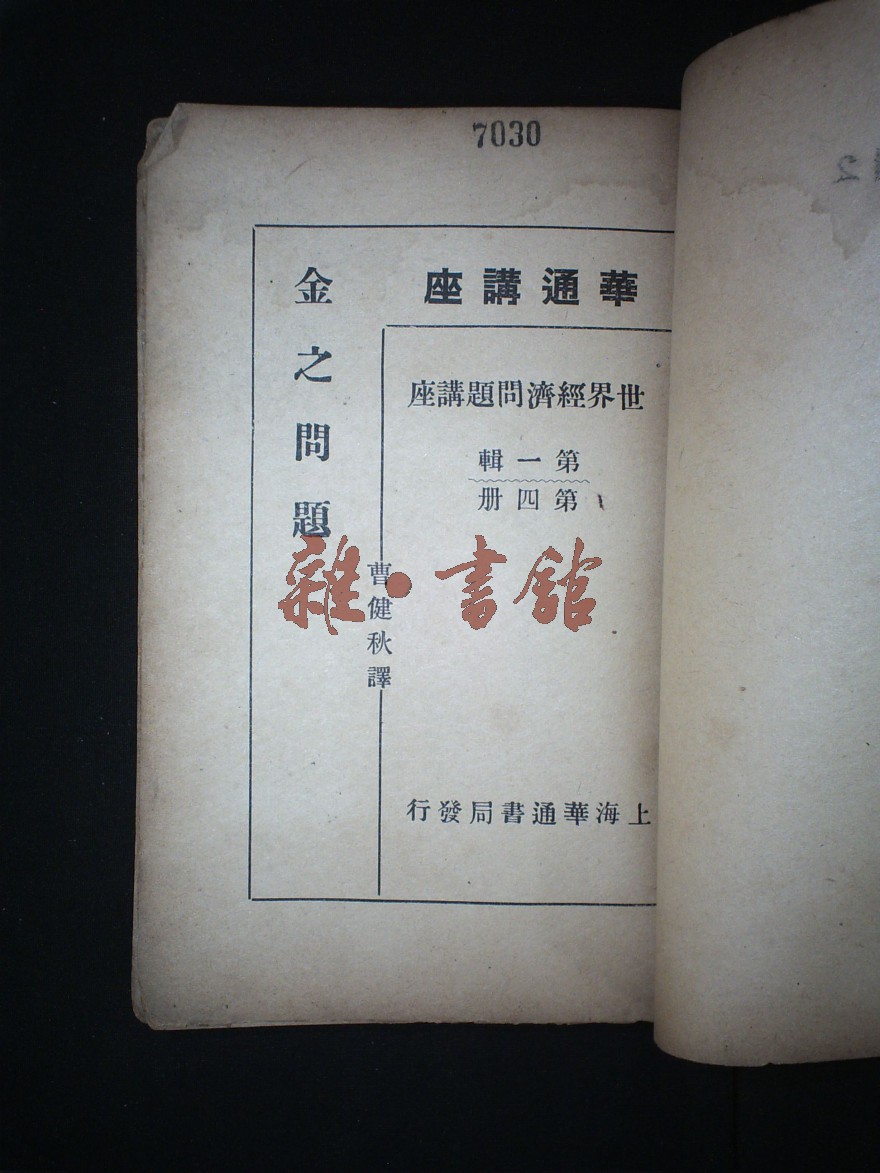 7030
華通講座
世界經濟問題講座
第一輯
第四册
金之問題
曹健秋譯
上海華通書局發行
雜·書館